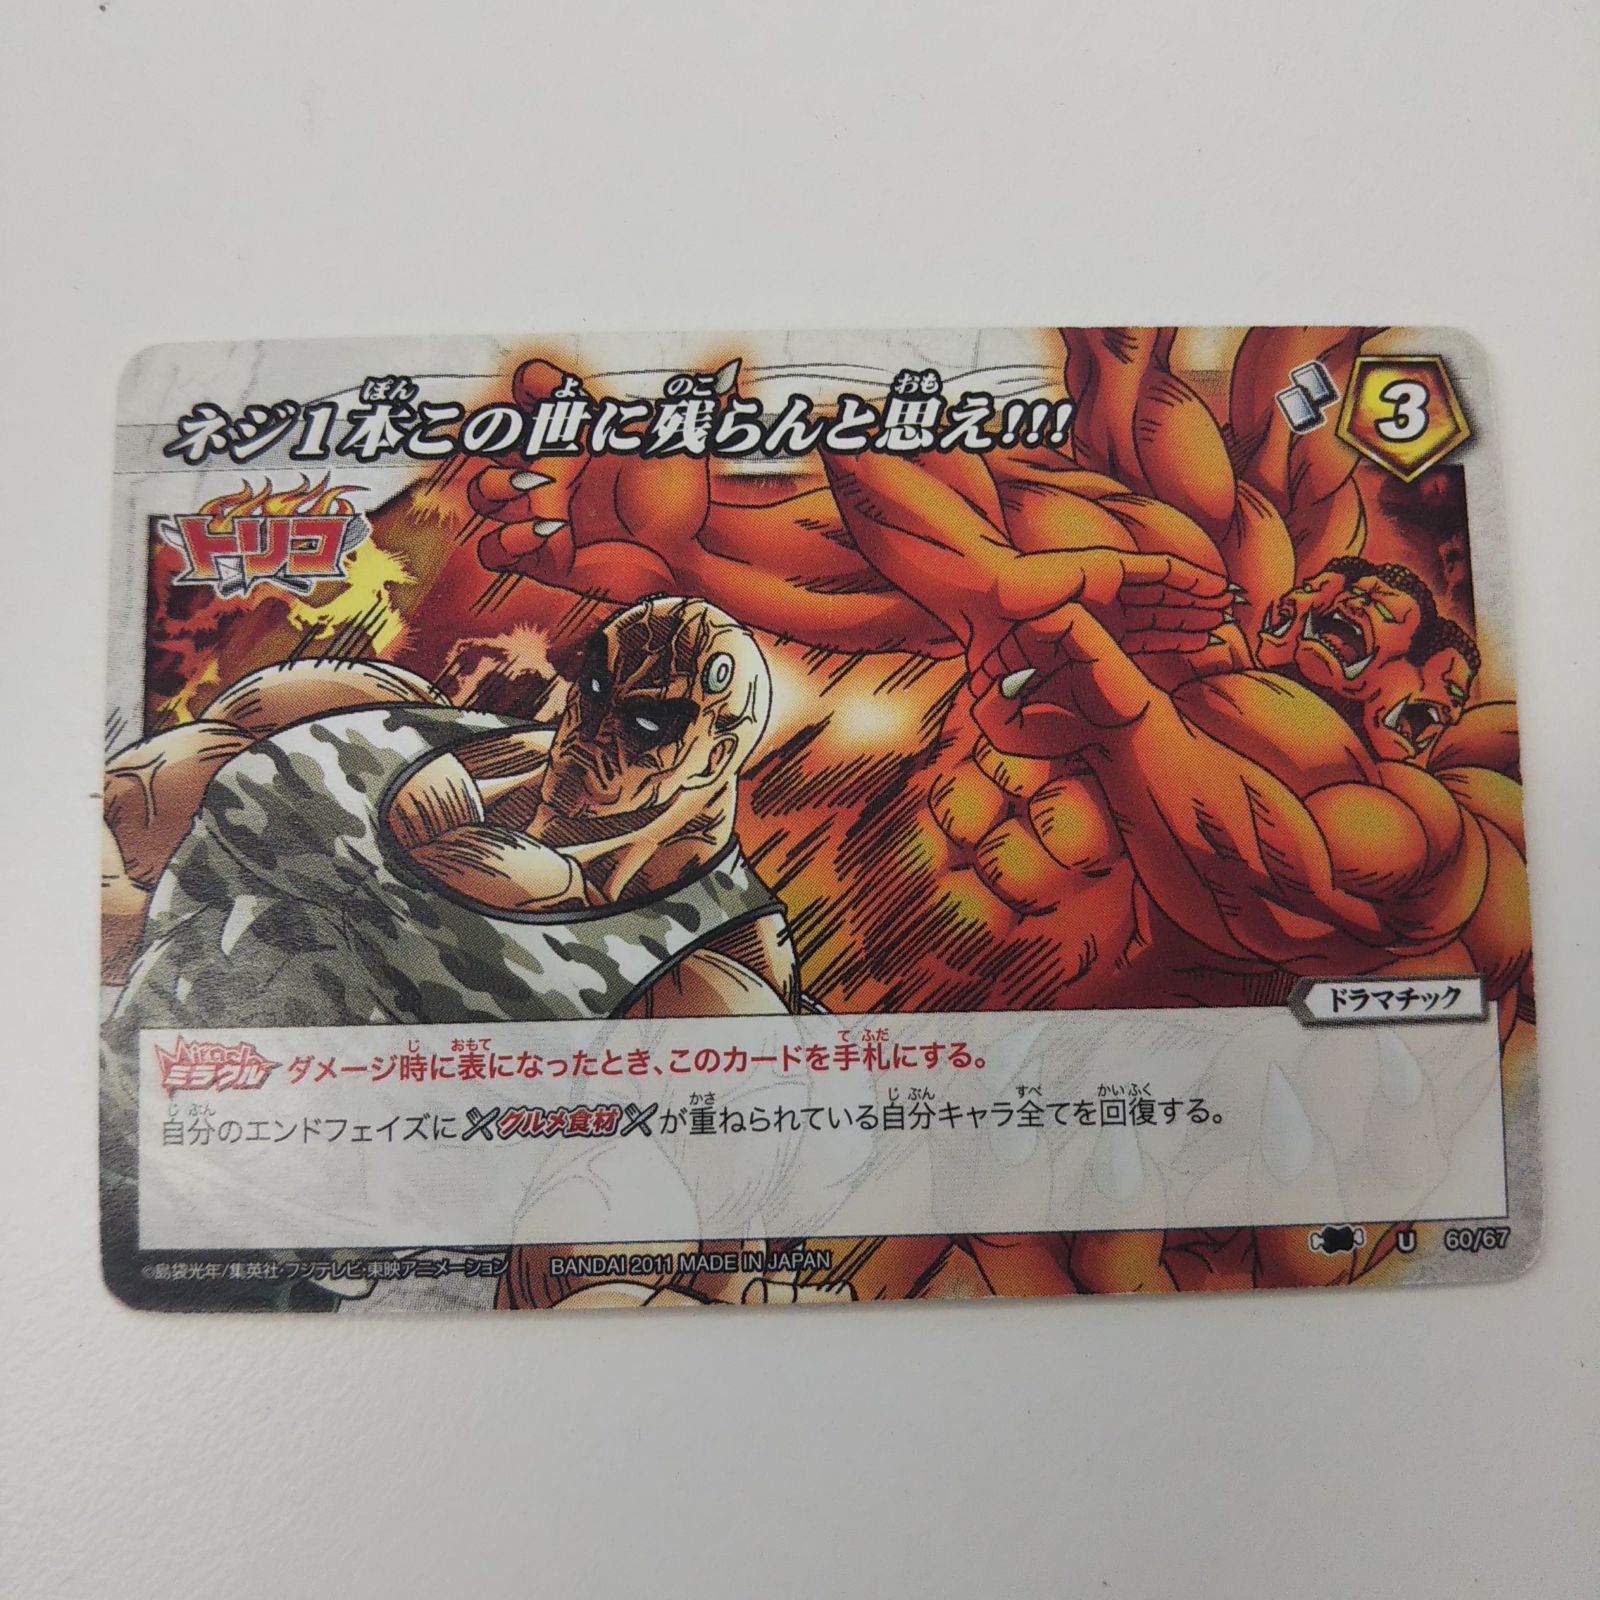 ネジ1本この世に残らんと思え!!!
3
トリコ
ドラマチック
Miracle ミラクル ダメージ時に表になったとき、このカードを手札にする。
自分のエンドフェイズにグルメ食材が重ねられている自分キャラ全てを回復する。
U 60/67
©島袋光年/集英社・フジテレビ・東映アニメーション BANDAI 2011 MADE IN JAPAN